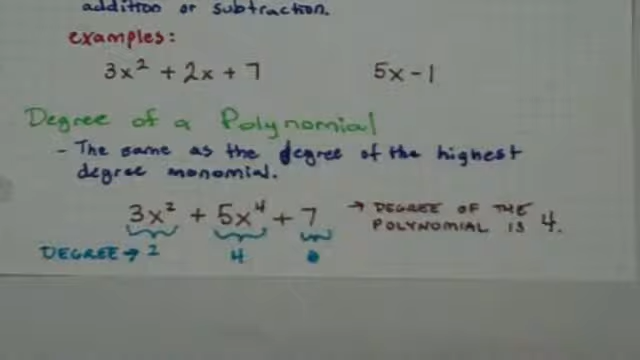 addition or subtraction.
examples:
3x² + 2x + 7 5x - 1
Degree of a Polynomial
- The same as the degree of the highest
degree monomial.
3x² + 5x⁴ + 7 → DEGREE OF THE
POLYNOMIAL IS 4.
DEGREE → 2 4 0